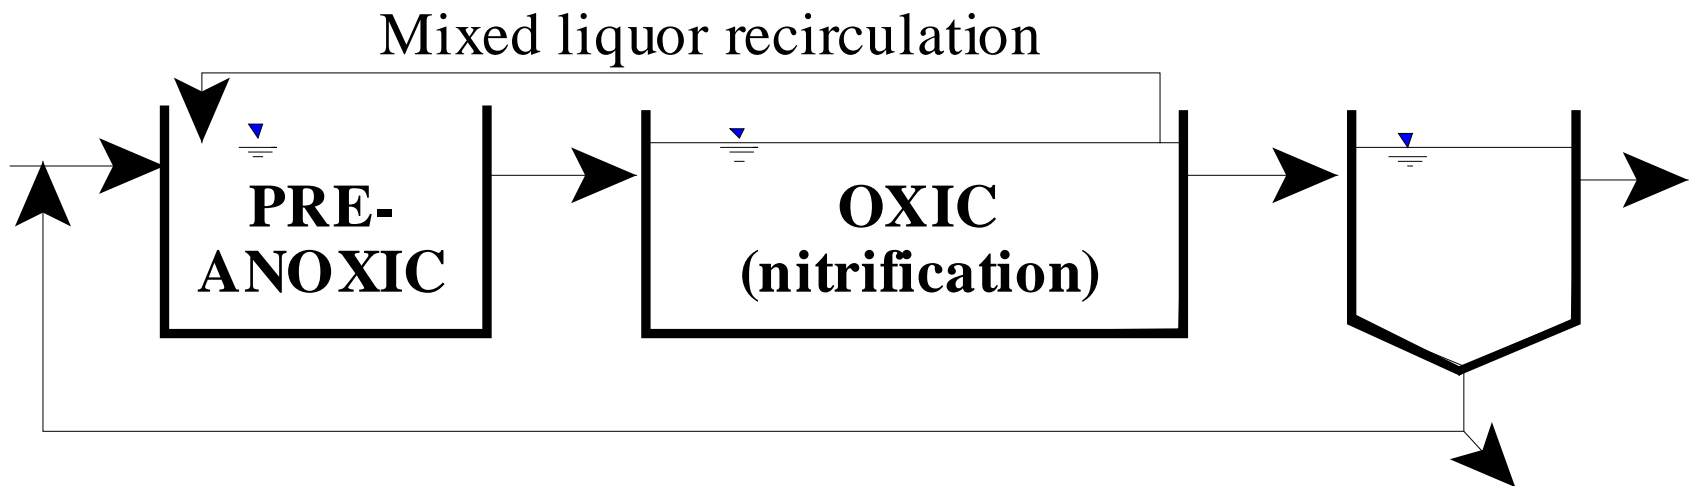 Mixed liquor recirculation
PRE-
ANOXIC
OXIC
(nitrification)